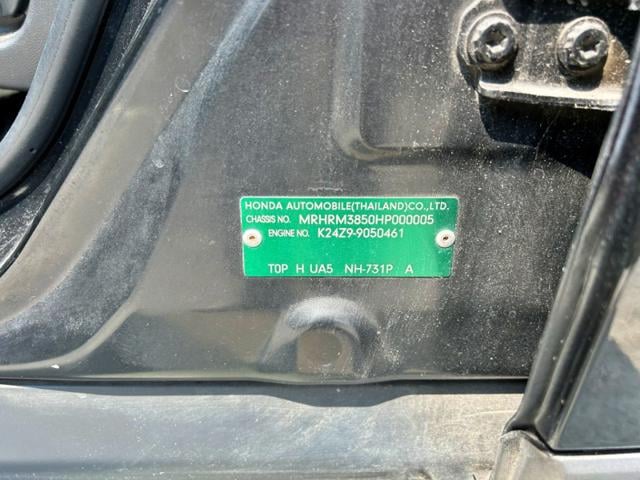 HONDA AUTOMOBILE(THAILAND)CO.,LTD.
CHASSIS NO. MRHRM3850HP000005
ENGINE NO. K24Z9-9050461
T0P H UA5 NH-731P A